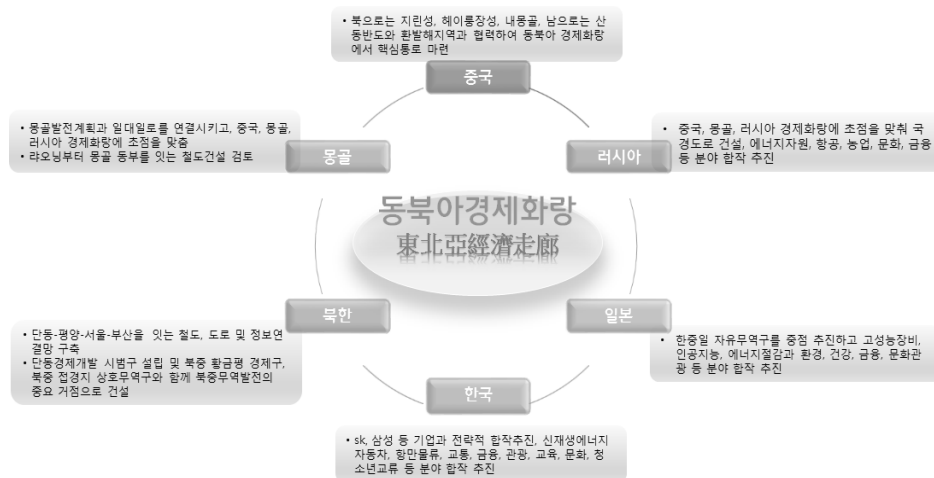 • 북으로는 지린성, 헤이룽장성, 내몽골, 남으로는 산
동반도와 환발해지역과 협력하여 동북아 경제회랑
에서 핵심통로 마련
중국
• 몽골발전계획과 일대일로를 연결시키고, 중국, 몽골,
러시아 경제화랑에 초점을 맞춤
• 랴오닝부터 몽골 동부를 잇는 철도건설 검토
몽골
러시아
• 중국, 몽골, 러시아 경제화랑에 초점을 맞춰 국
경도로 건설, 에너지자원, 항공, 농업, 문화, 금융
등 분야 합작 추진
동북아경제화랑
東北亞經濟走廊
북한
• 단동-평양-서울-부산을 잇는 철도, 도로 및 정보연
결망 구축
• 단동경제개발 시범구 설립 및 북중 황금평 경제구,
북중 접경지 상호무역구와 함께 북중무역발전의
중요 거점으로 건설
일본
• 한중일 자유무역구를 중점 추진하고 고성능장비,
인공지능, 에너지절감과 환경, 건강, 금융, 문화관
광 등 분야 합작 추진
한국
• sk, 삼성 등 기업과 전략적 합작추진, 신재생에너지
자동차, 항만물류, 교통, 금융, 관광, 교육, 문화, 청
소년교류 등 분야 합작 추진